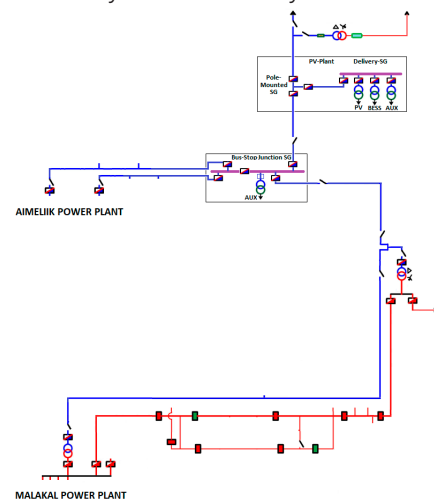 PV-Plant
Delivery-SG
Pole-
Mounted
SG
PV
BESS
AUX
Bus-Stop Junction SG
AUX
AIMELIIK POWER PLANT
MALAKAL POWER PLANT